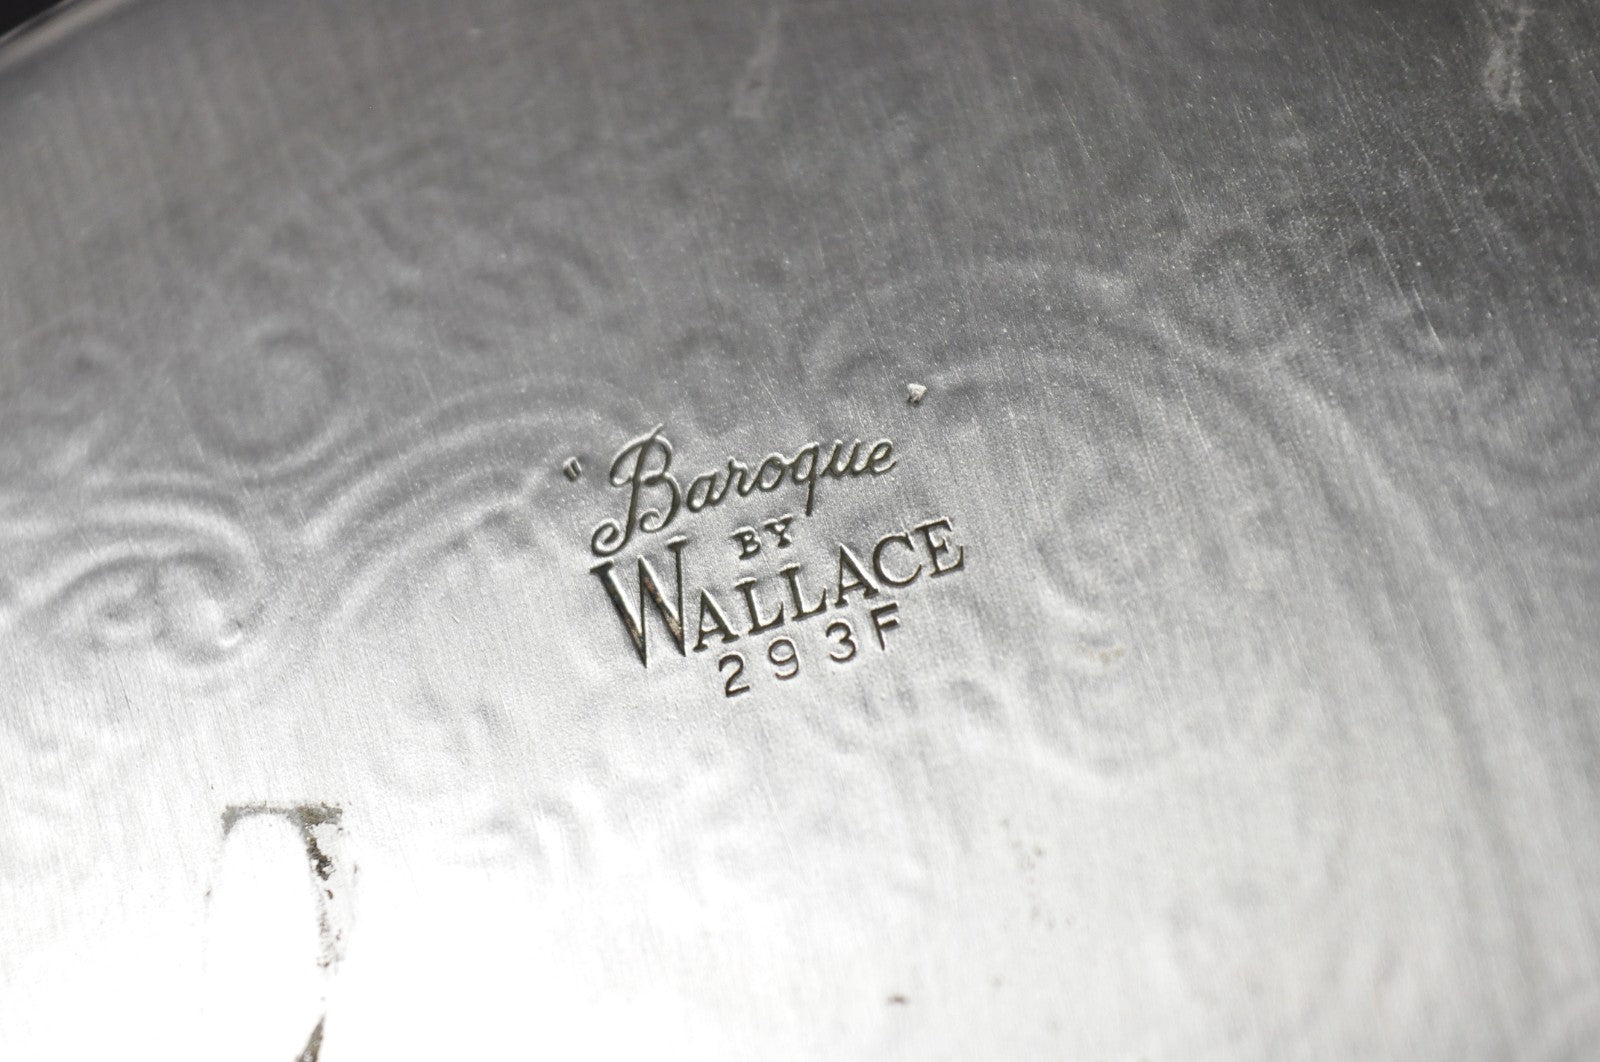 "Baroque"
BY
WALLACE
293F